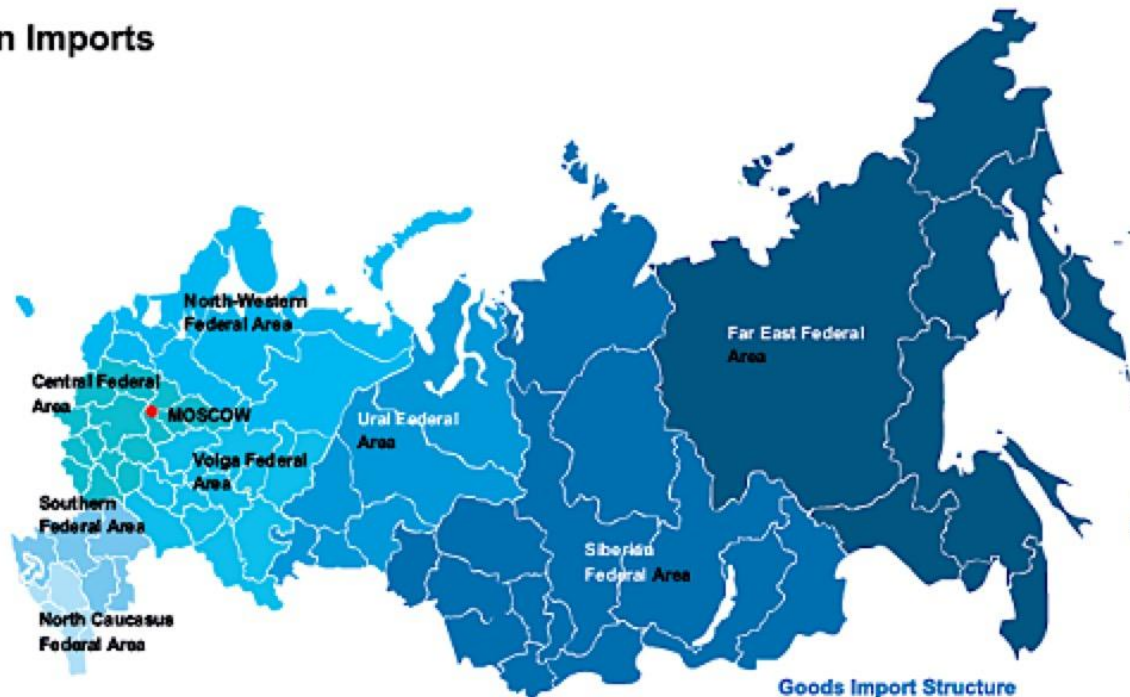 n Imports
North-Western
Federal Area
Far East Federal
Area
Central Federal
Area
MOSCOW
Ural Federal
Area
Volga Federal
Area
Southern
Federal Area
Siberian
Federal Area
North Caucasus
Federal Area
Goods Import Structure